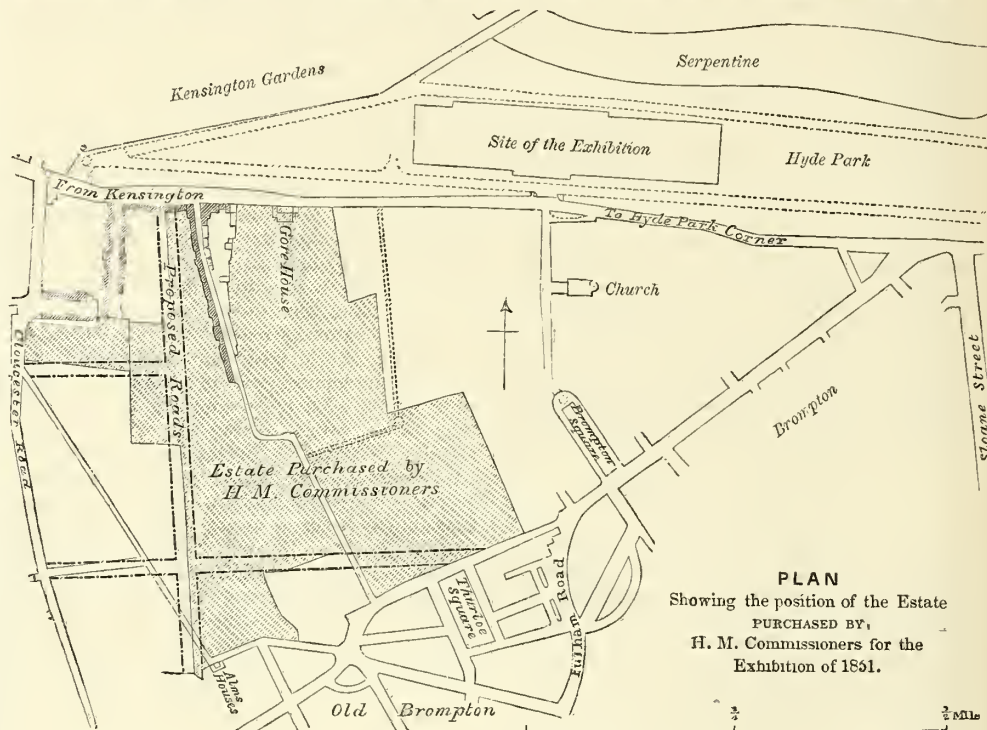 Kensington Gardens
Serpentine
Site of the Exhibition
Hyde Park
From Kensington
To Hyde Park Corner
Gore House
Church
Proposed Roads
Gloucester Road
Sloane Street
Brompton Square
Brompton
Estate Purchased by
H. M. Commissioners
Thurloe
Square
Fulham Road
Alms
Houses
Old Brompton
PLAN
Showing the position of the Estate
PURCHASED BY,
H. M. Commissioners for the
Exhibition of 1851.
Mile